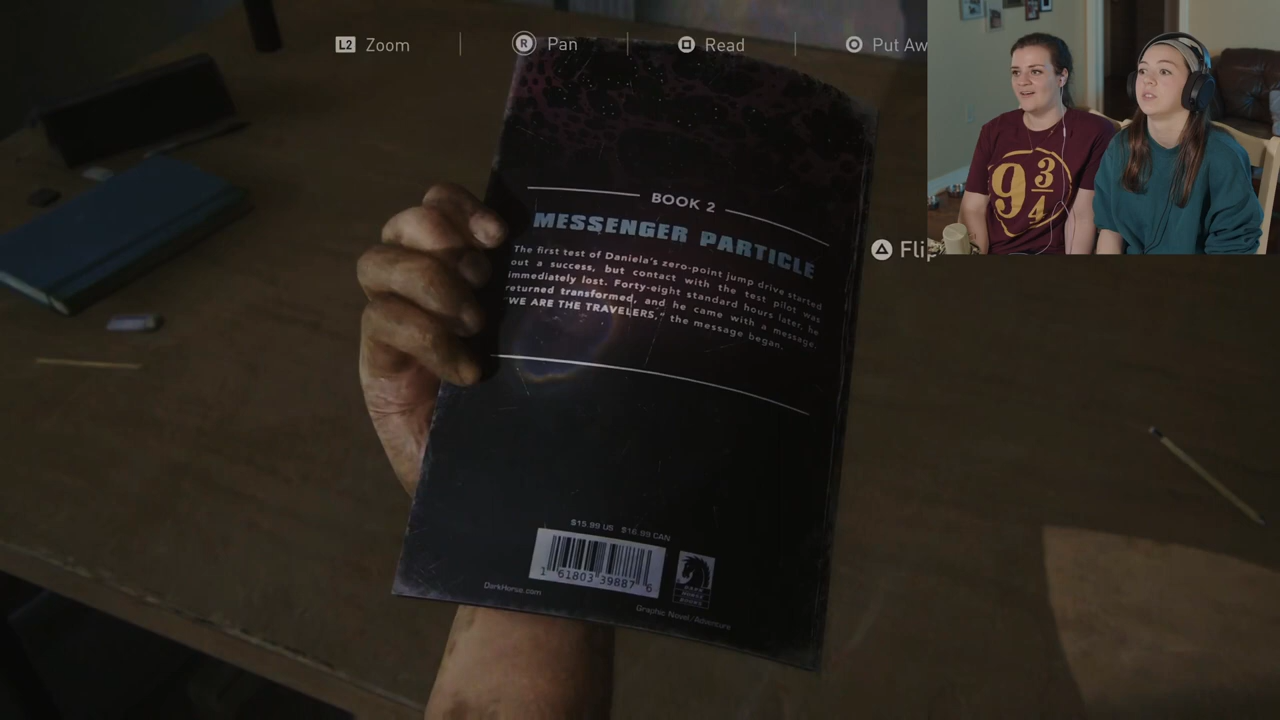 L2 Zoom
R Pan
Read
Put Aw
Flip
9 3/4
BOOK 2
MESSENGER PARTICLE
The first test of Daniela's zero-point jump drive started
out a success, but contact with the test pilot was
immediately lost. Forty-eight standard hours later, he
returned transformed, and he came with a message.
"WE ARE THE TRAVELERS," the message began.
$15.99 US $16.99 CAN
1 61803 39887 6
DarkHorse.com
DARK HORSE BOOKS
Graphic Novel/Adventure